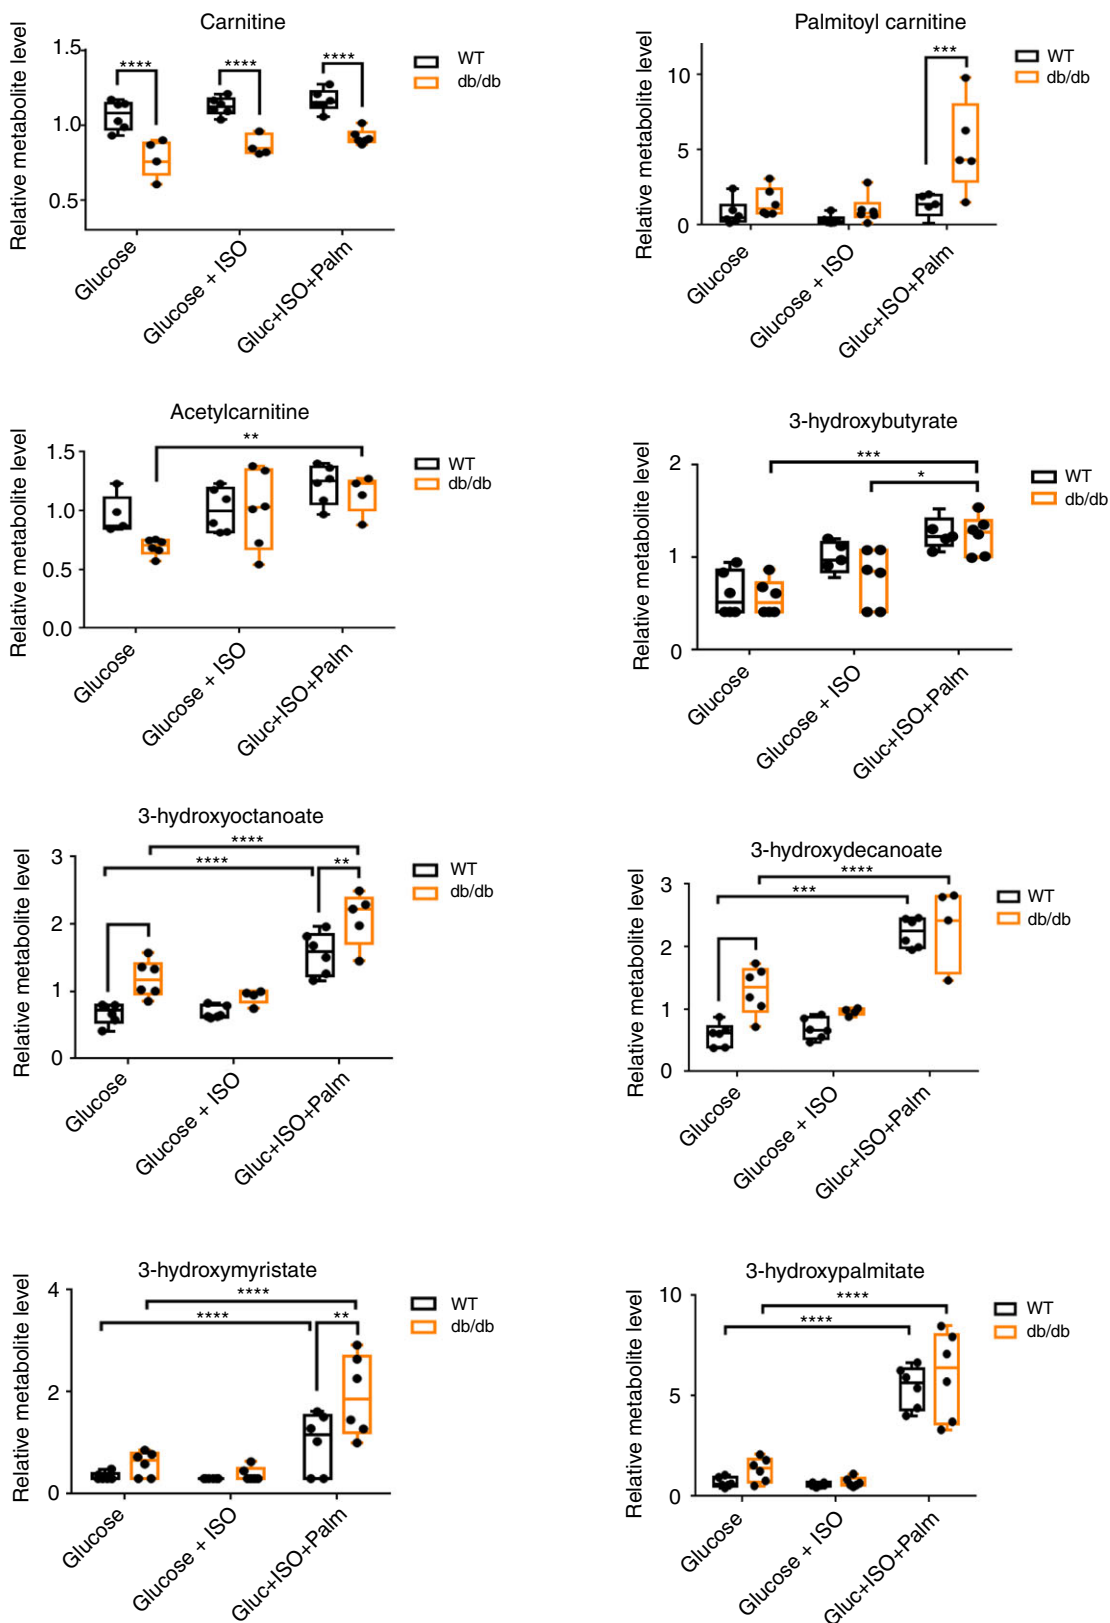 Carnitine
Relative metabolite level
1.5
1.0
0.5
****
****
****
WT
db/db
Glucose
Glucose + ISO
Gluc+ISO+Palm
Palmitoyl carnitine
Relative metabolite level
10
5
0
***
WT
db/db
Glucose
Glucose + ISO
Gluc+ISO+Palm
Acetylcarnitine
Relative metabolite level
1.5
1.0
0.5
0.0
**
WT
db/db
Glucose
Glucose + ISO
Gluc+ISO+Palm
3-hydroxybutyrate
Relative metabolite level
2
1
0
***
*
WT
db/db
Glucose
Glucose + ISO
Gluc+ISO+Palm
3-hydroxyoctanoate
Relative metabolite level
3
2
1
0
****
****
**
WT
db/db
Glucose
Glucose + ISO
Gluc+ISO+Palm
3-hydroxydecanoate
Relative metabolite level
3
2
1
0
****
***
WT
db/db
Glucose
Glucose + ISO
Gluc+ISO+Palm
3-hydroxymyristate
Relative metabolite level
4
2
0
****
****
**
WT
db/db
Glucose
Glucose + ISO
Gluc+ISO+Palm
3-hydroxypalmitate
Relative metabolite level
10
5
0
****
****
WT
db/db
Glucose
Glucose + ISO
Gluc+ISO+Palm